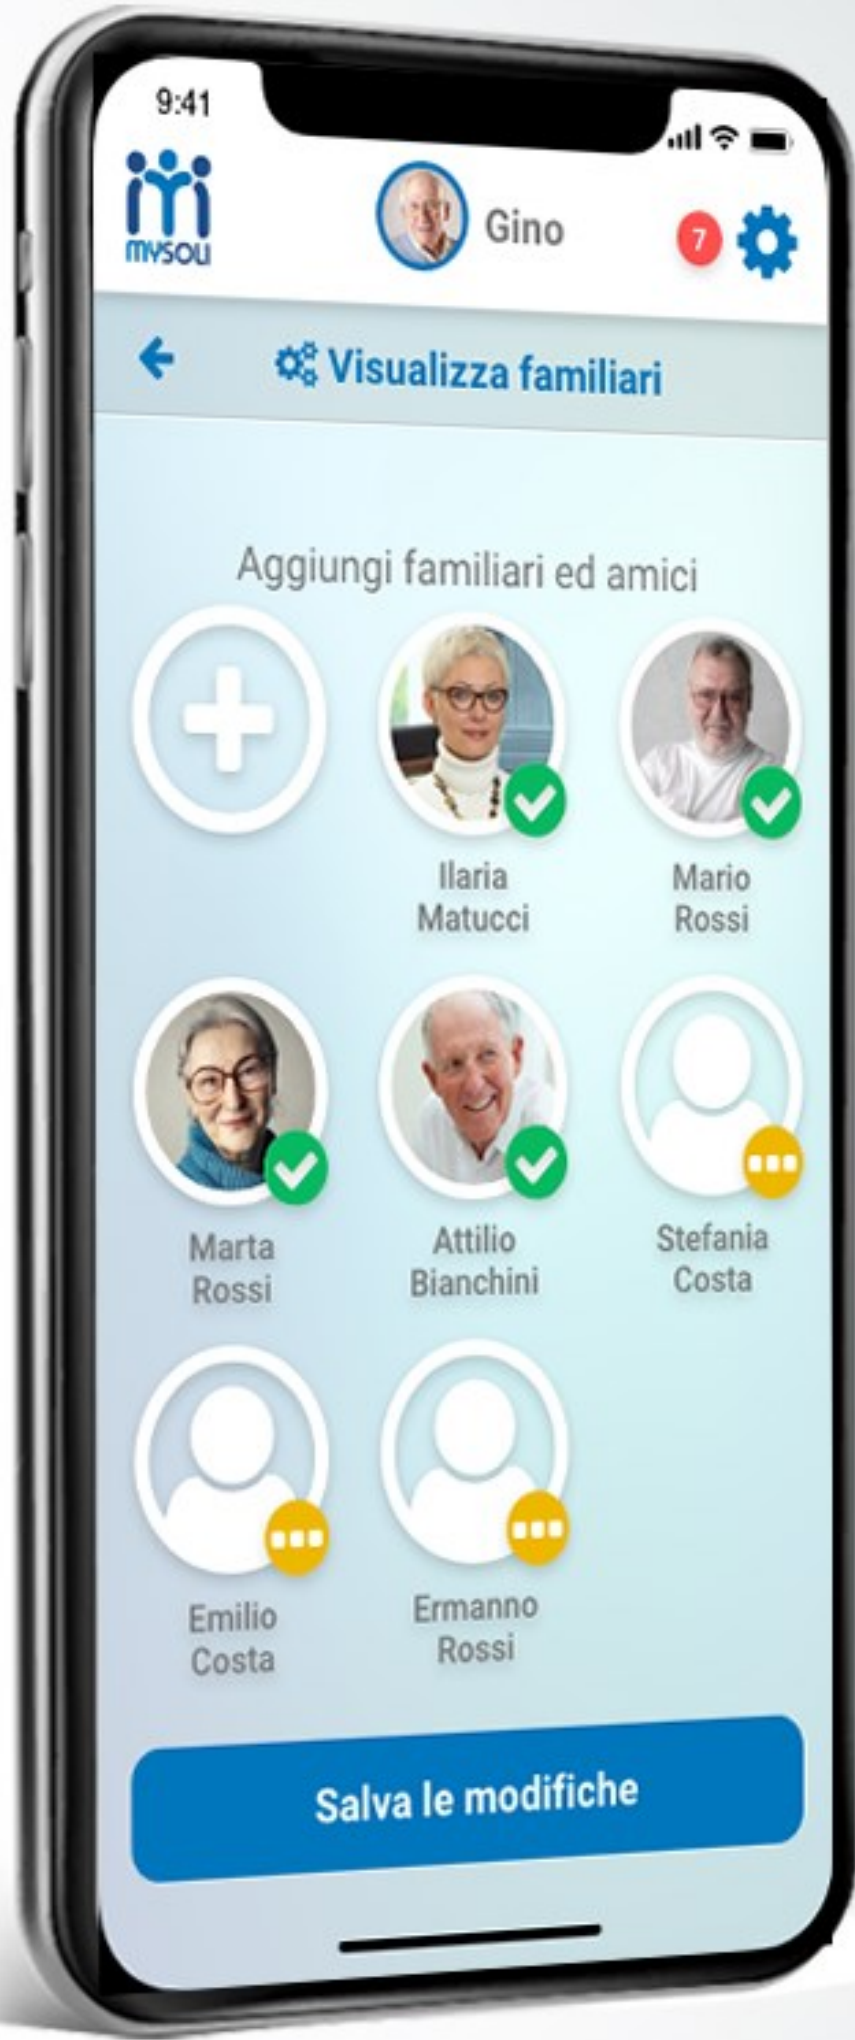 9:41
MYSOLI
Gino
7
Visualizza familiari
Aggiungi familiari ed amici
Ilaria
Matucci
Mario
Rossi
Marta
Rossi
Attilio
Bianchini
Stefania
Costa
Emilio
Costa
Ermanno
Rossi
Salva le modifiche